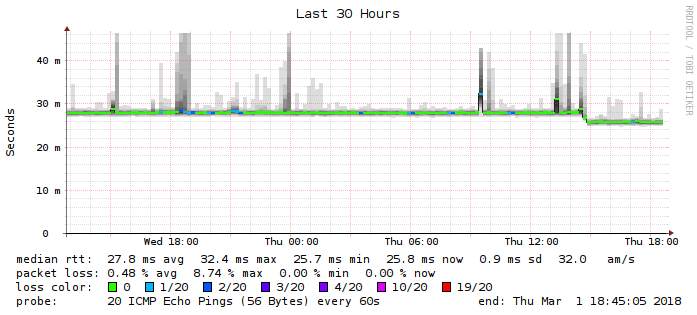 Last 30 Hours
RRDTOOL / TOBI OETIKER
Seconds
40 m
30 m
20 m
10 m
0
Wed 18:00 Thu 00:00 Thu 06:00 Thu 12:00 Thu 18:00
median rtt: 27.8 ms avg 32.4 ms max 25.7 ms min 25.8 ms now 0.9 ms sd 32.0 am/s
packet loss: 0.48 % avg 8.74 % max 0.00 % min 0.00 % now
loss color: 0 1/20 2/20 3/20 4/20 10/20 19/20
probe: 20 ICMP Echo Pings (56 Bytes) every 60s end: Thu Mar 1 18:45:05 2018